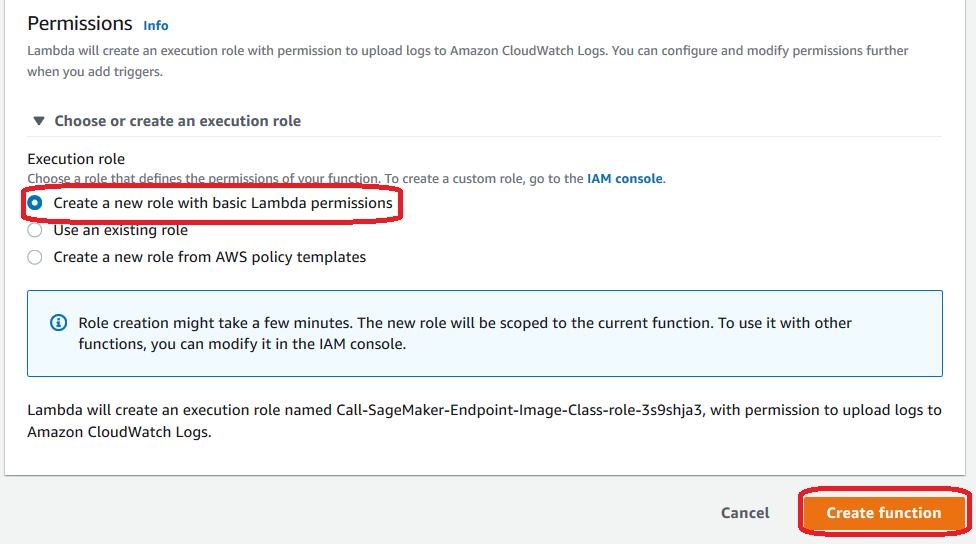 Permissions Info
Lambda will create an execution role with permission to upload logs to Amazon CloudWatch Logs. You can configure and modify permissions further
when you add triggers.
Choose or create an execution role
Execution role
Choose a role that defines the permissions of your function. To create a custom role, go to the IAM console.
Create a new role with basic Lambda permissions
Use an existing role
Create a new role from AWS policy templates
Role creation might take a few minutes. The new role will be scoped to the current function. To use it with other
functions, you can modify it in the IAM console.
Lambda will create an execution role named Call-SageMaker-Endpoint-Image-Class-role-3s9shja3, with permission to upload logs to
Amazon CloudWatch Logs.
Cancel Create function